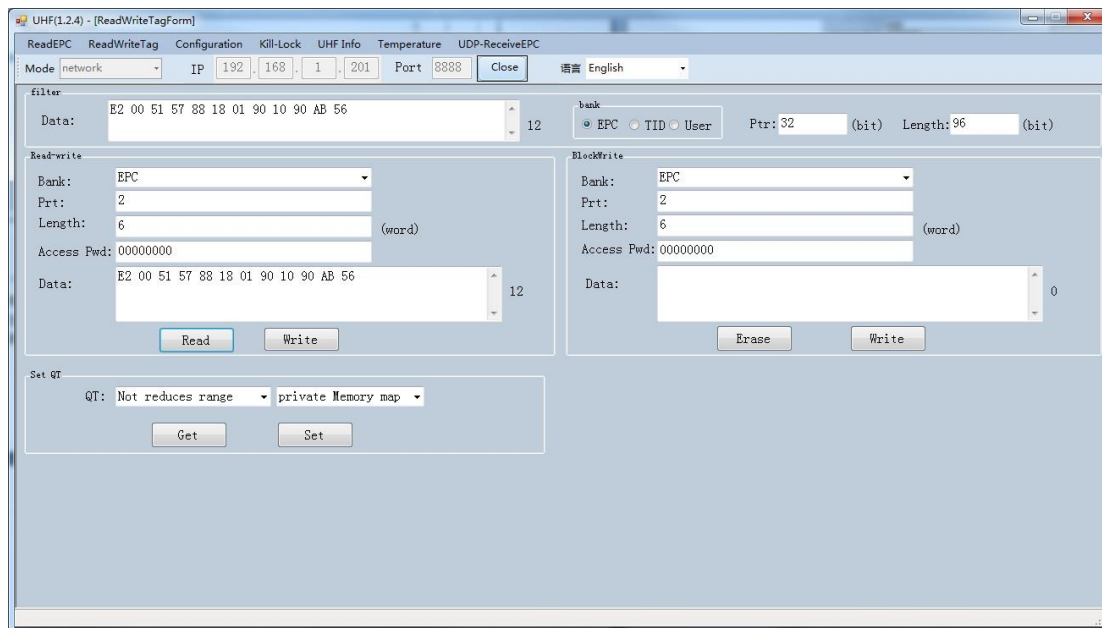 UHF(1.2.4) - [ReadWriteTagForm]
ReadEPC ReadWriteTag Configuration Kill-Lock UHF Info Temperature UDP-ReceiveEPC
Mode network IP 192 . 168 . 1 . 201 Port 8888 Close 语言 English
filter
Data: E2 00 51 57 88 18 01 90 10 90 AB 56 12
bank
EPC TID User Ptr: 32 (bit) Length: 96 (bit)
Read-write
Bank: EPC
Prt: 2
Length: 6 (word)
Access Pwd: 00000000
Data: E2 00 51 57 88 18 01 90 10 90 AB 56 12
Read Write
BlockWrite
Bank: EPC
Prt: 2
Length: 6 (word)
Access Pwd: 00000000
Data: 0
Erase Write
Set QT
QT: Not reduces range private Memory map
Get Set